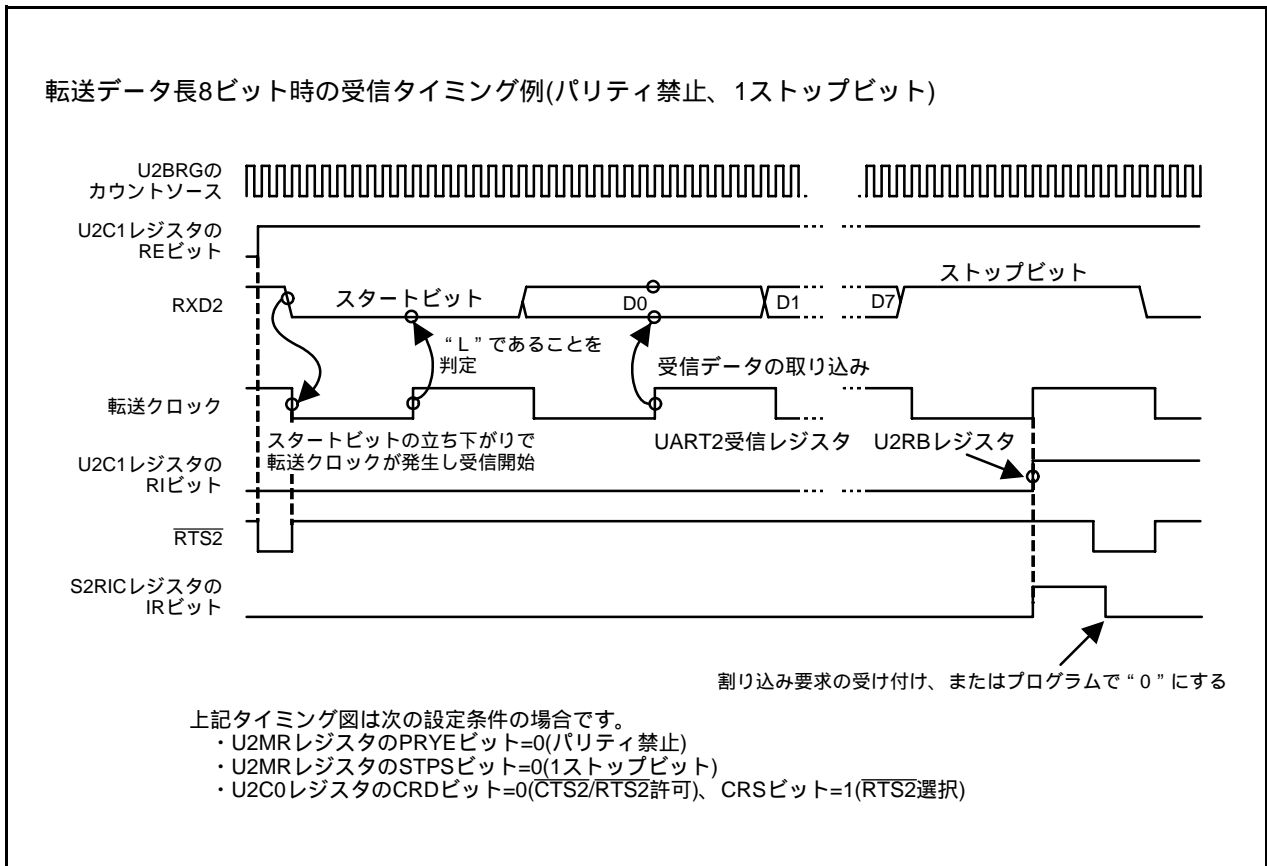 転送データ長8ビット時の受信タイミング例(パリティ禁止、1ストップビット)
U2BRGの
カウントソース
U2C1レジスタの
REビット
RXD2
スタートビット
D0
D1
D7
ストップビット
“L”であることを
判定
受信データの取り込み
転送クロック
スタートビットの立ち下がりで
転送クロックが発生し受信開始
UART2受信レジスタ
U2RBレジスタ
U2C1レジスタの
RIビット
RTS2
S2RICレジスタの
IRビット
割り込み要求の受け付け、またはプログラムで“0”にする
上記タイミング図は次の設定条件の場合です。
・U2MRレジスタのPRYEビット=0(パリティ禁止)
・U2MRレジスタのSTPSビット=0(1ストップビット)
・U2C0レジスタのCRDビット=0(CTS2/RTS2許可)、CRSビット=1(RTS2選択)